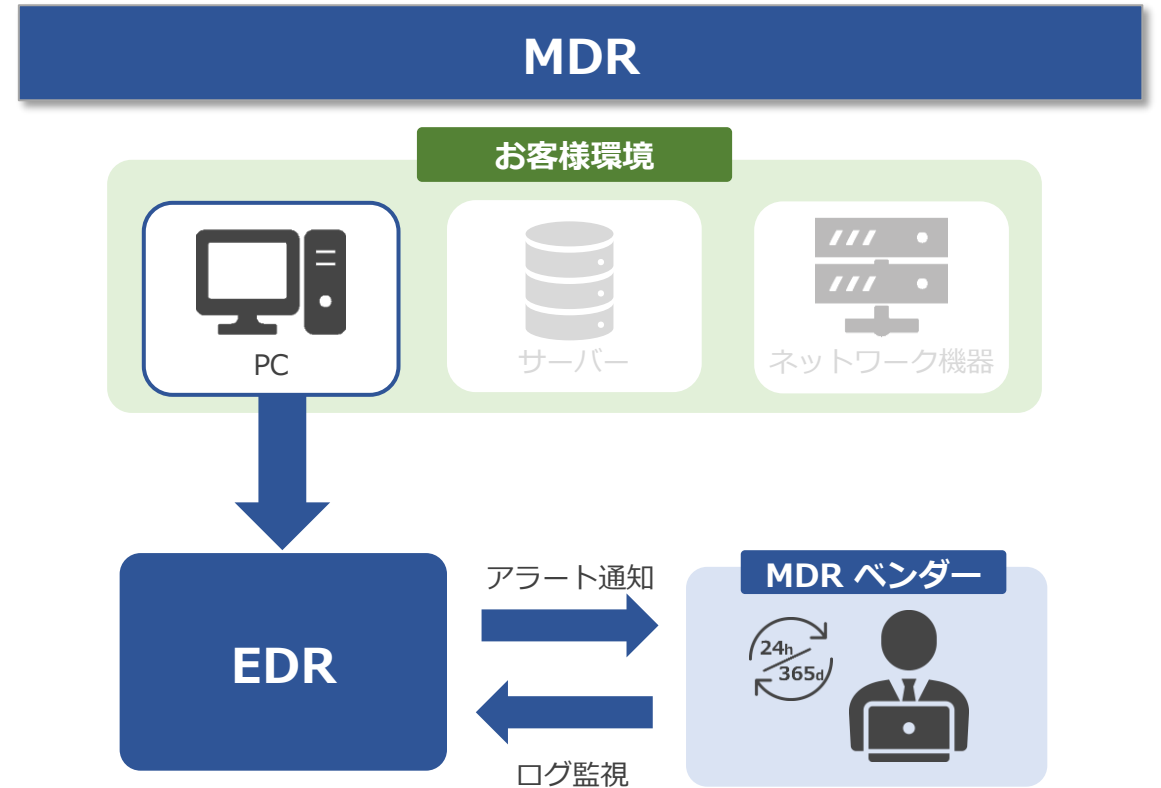 MDR
お客様環境
PC
サーバー
ネットワーク機器
EDR
アラート通知
ログ監視
MDR ベンダー
24h
365d